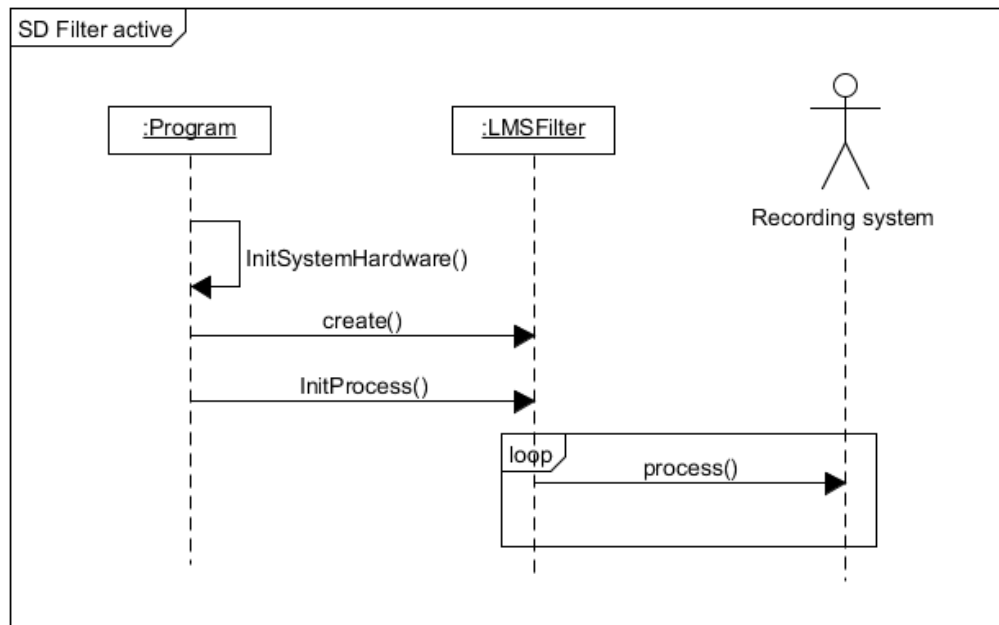 SD Filter active
:Program
:LMSFilter
Recording system
InitSystemHardware()
create()
InitProcess()
loop
process()